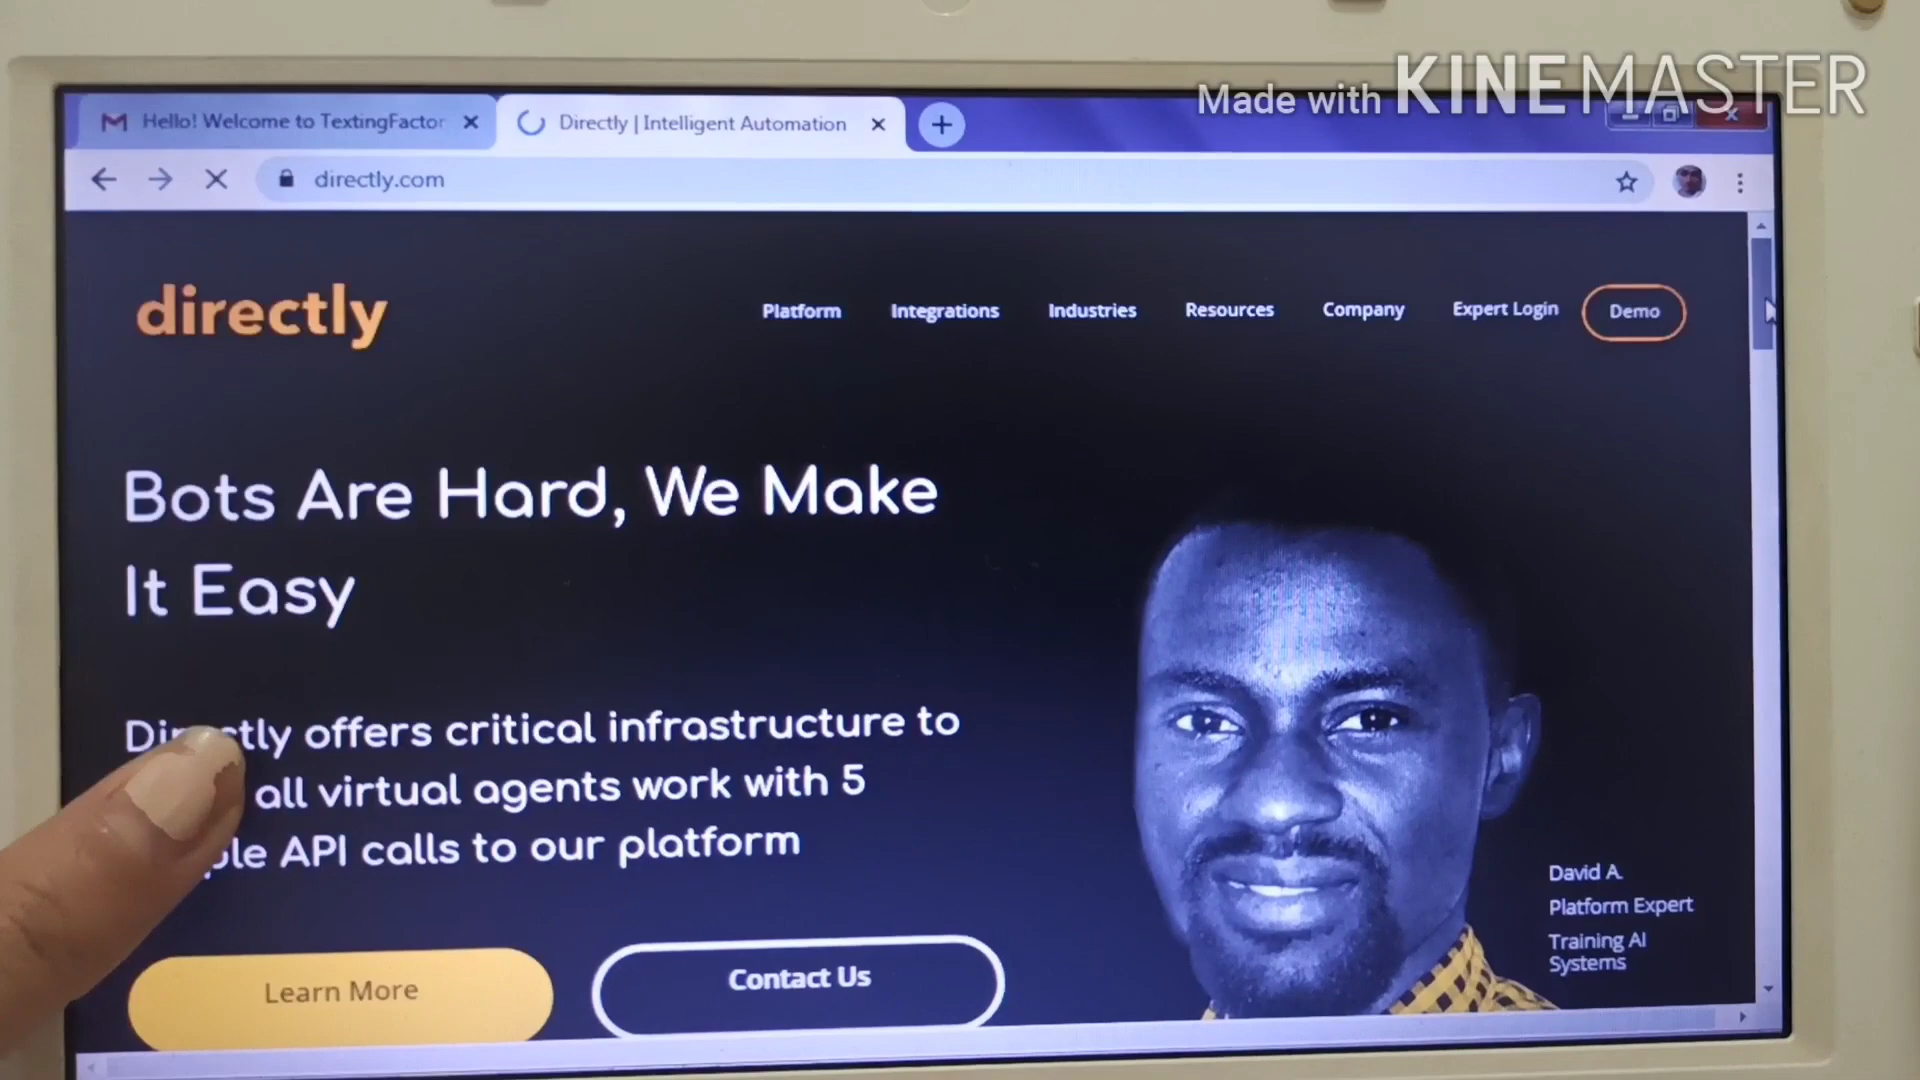 Made with KINEMASTER
Hello! Welcome to TextingFactor
Directly | Intelligent Automation
directly.com
directly
Platform
Integrations
Industries
Resources
Company
Expert Login
Demo
Bots Are Hard, We Make
It Easy
Directly offers critical infrastructure to
all virtual agents work with 5
API calls to our platform
David A.
Platform Expert
Training AI
Systems
Learn More
Contact Us